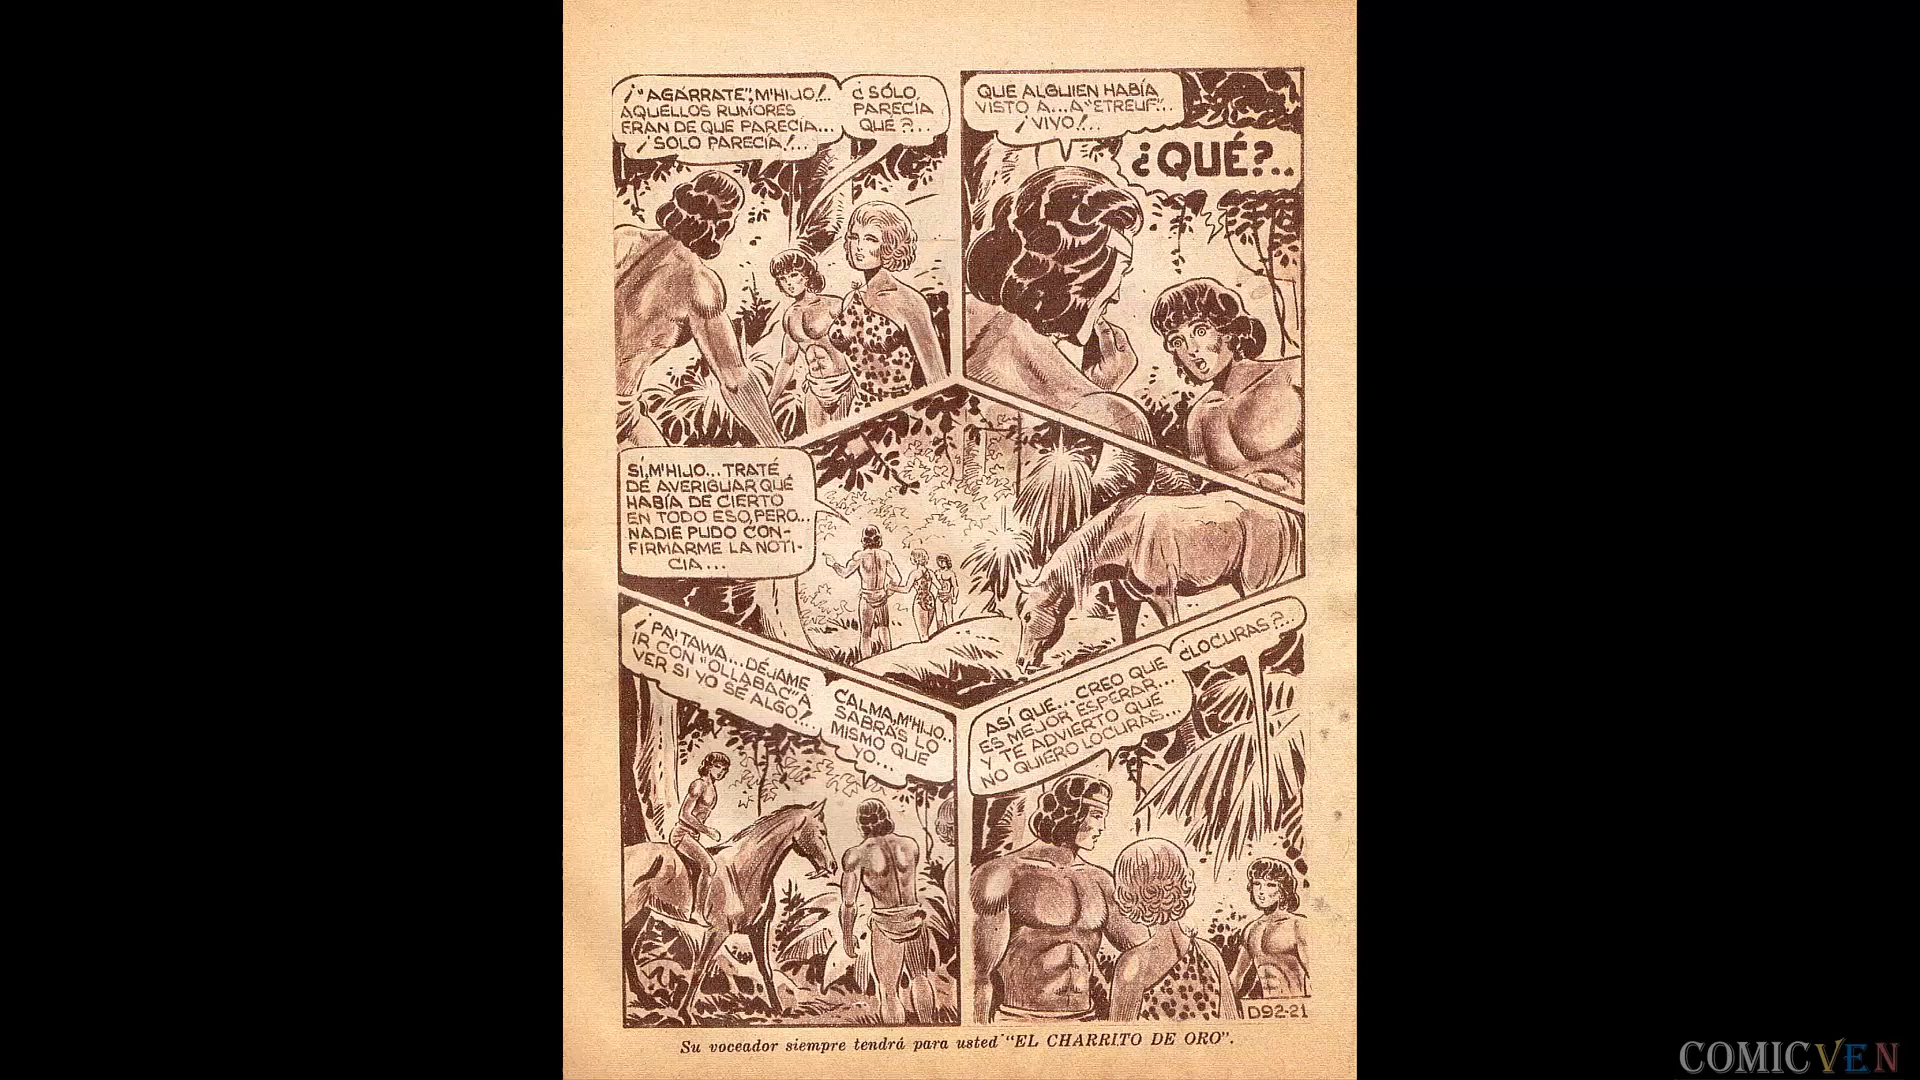 ¡"AGÁRRATE", M'HIJO!..
AQUELLOS RUMORES
ERAN DE QUE PARECÍA...
¡SOLO PARECÍA!...
¿SÓLO,
PARECÍA
QUÉ?...
QUE ALGUIEN HABÍA
VISTO A... A "ETREUF"...
¡VIVO!...
¿QUÉ?..
SÍ, M'HIJO... TRATÉ
DE AVERIGUAR QUÉ
HABÍA DE CIERTO
EN TODO ESO, PERO...
NADIE PUDO CON-
FIRMARME LA NOTI-
CIA...
¡PA'TAWA... DÉJAME
IR CON "OLLABAC" A
VER SI YO SÉ ALGO!...
CALMA, M'HIJO..
SABRÁS LO
MISMO QUE
YO...
ASÍ QUE... CREO QUE
ES MEJOR ESPERAR...
Y TE ADVIERTO QUE
NO QUIERO LOCURAS...
¿LOCURAS?...
D92-21
Su voceador siempre tendrá para usted "EL CHARRITO DE ORO".
COMICVEN